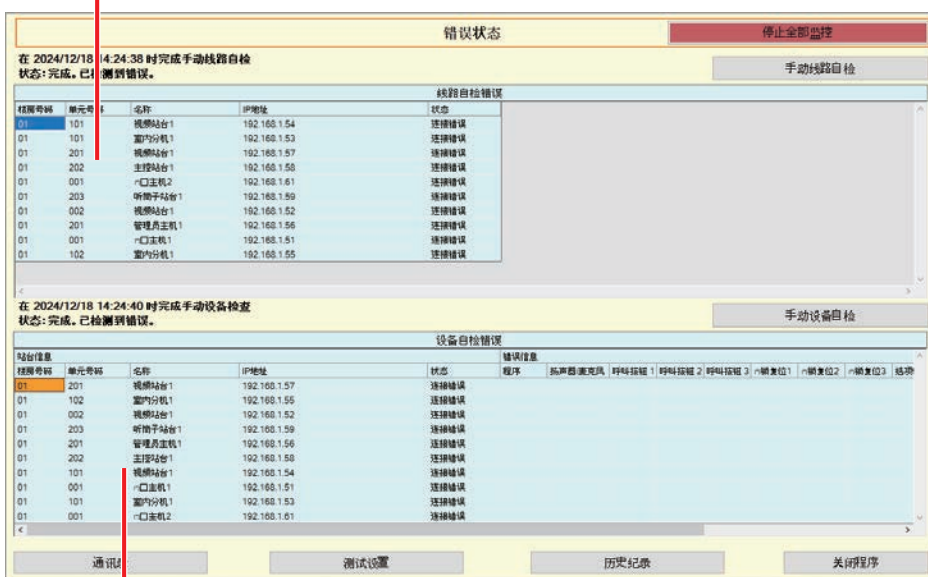 错误状态 停止全部监控
在 2024/12/18 14:24:38 时完成手动线路自检
状态: 完成。已检测到错误。
手动线路自检
线路自检错误
楼房号码 单元号码 名称 IP地址 状态
01 101 视频站台1 192.168.1.54 连接错误
01 101 室内分机1 192.168.1.53 连接错误
01 201 视频站台1 192.168.1.57 连接错误
01 202 主控站台1 192.168.1.58 连接错误
01 001 门口主机2 192.168.1.61 连接错误
01 203 听筒子站台1 192.168.1.59 连接错误
01 002 视频站台1 192.168.1.52 连接错误
01 201 管理员主机1 192.168.1.56 连接错误
01 001 门口主机1 192.168.1.51 连接错误
01 102 室内分机1 192.168.1.55 连接错误
在 2024/12/18 14:24:40 时完成手动设备检查
状态: 完成。已检测到错误。
手动设备自检
设备自检错误
站台信息 错误信息
楼房号码 单元号码 名称 IP地址 状态 程序 扬声器/麦克风 呼叫按钮 1 呼叫按钮 2 呼叫按钮 3 门锁复位1 门锁复位2 门锁复位3
01 201 视频站台1 192.168.1.57 连接错误
01 102 室内分机1 192.168.1.55 连接错误
01 002 视频站台1 192.168.1.52 连接错误
01 203 听筒子站台1 192.168.1.59 连接错误
01 201 管理员主机1 192.168.1.56 连接错误
01 202 主控站台1 192.168.1.58 连接错误
01 101 视频站台1 192.168.1.54 连接错误
01 001 门口主机1 192.168.1.51 连接错误
01 101 室内分机1 192.168.1.53 连接错误
01 001 门口主机2 192.168.1.61 连接错误
通讯 测试设置 历史纪录 关闭程序